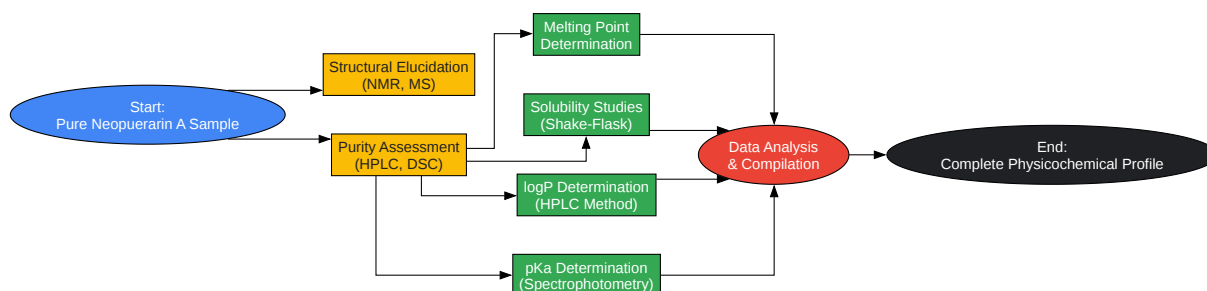 Start:
Pure Neopuerarin A Sample
Structural Elucidation
(NMR, MS)
Purity Assessment
(HPLC, DSC)
Melting Point
Determination
Solubility Studies
(Shake-Flask)
logP Determination
(HPLC Method)
pKa Determination
(Spectrophotometry)
Data Analysis
& Compilation
End:
Complete Physicochemical Profile